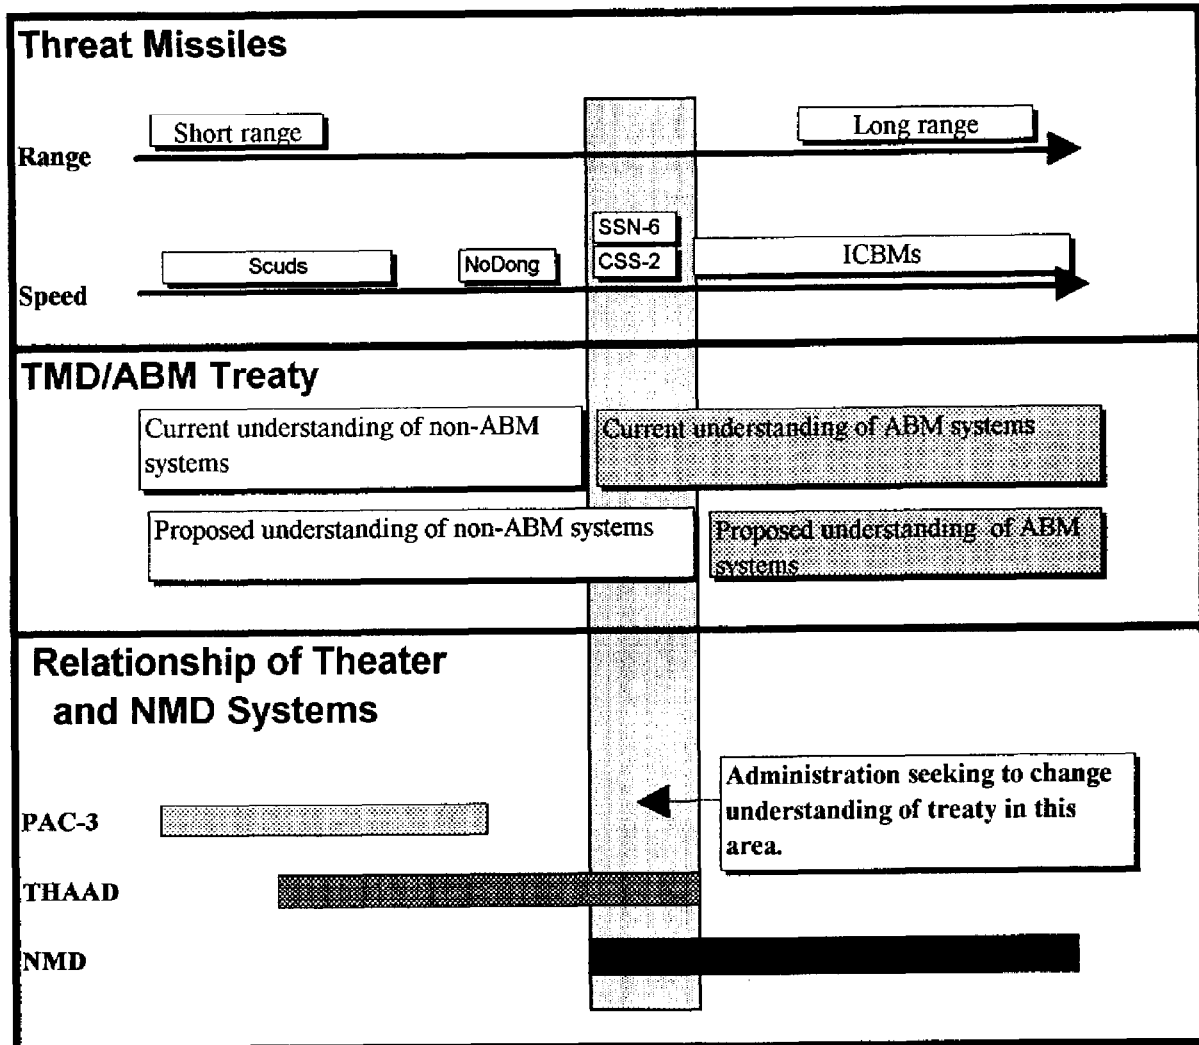 Threat Missiles
Short range
Long range
Range
SSN-6
Scuds
NoDong
CSS-2
ICBMs
Speed
TMD/ABM Treaty
Current understanding of non-ABM
systems
Current understanding of ABM systems
Proposed understanding of non-ABM systems
Proposed understanding of ABM
systems
Relationship of Theater
and NMD Systems
Administration seeking to change
understanding of treaty in this
area.
PAC-3
THAAD
NMD